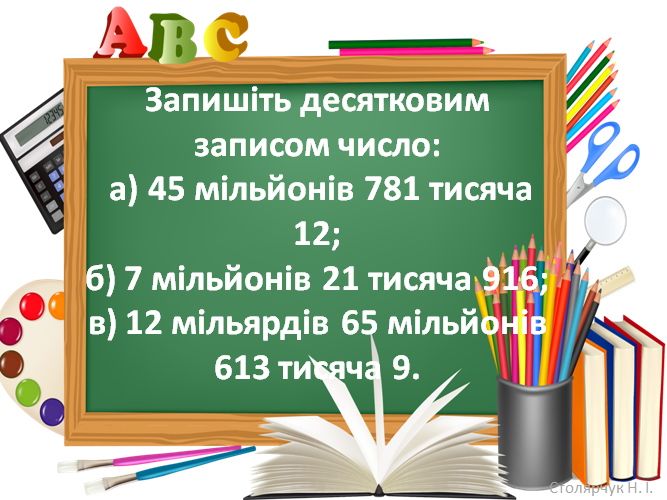 ABC
Запишіть десятковим
записом число:
а) 45 мільйонів 781 тисяча
12;
б) 7 мільйонів 21 тисяча 916;
в) 12 мільярдів 65 мільйонів
613 тисяча 9.
Столярчук Н. І.